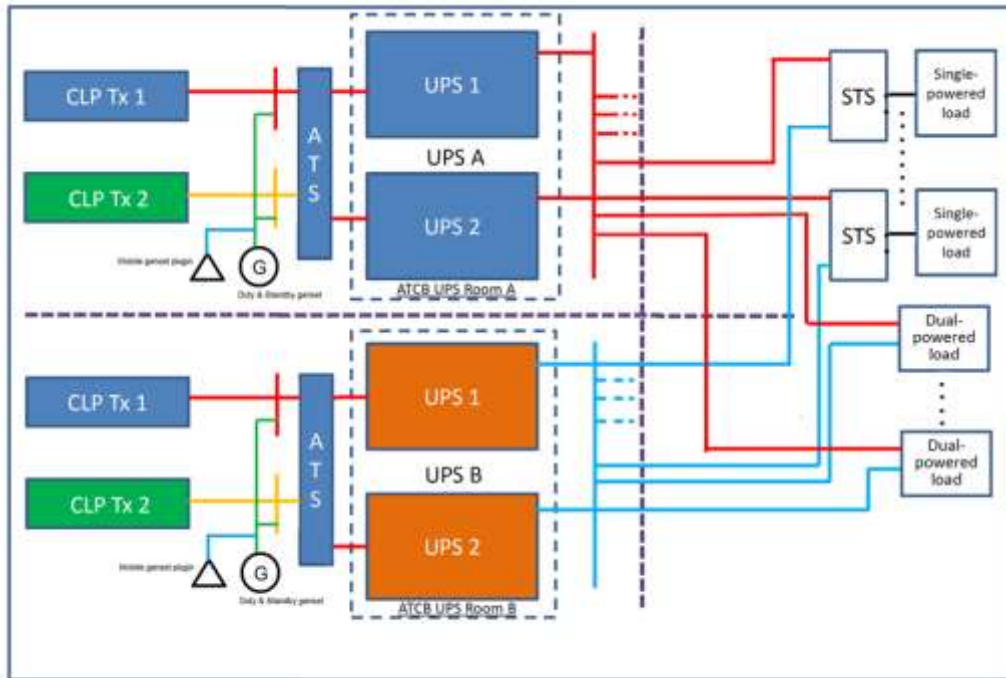 CLP Tx 1
CLP Tx 2
Mobile genset plugin
G
Duty & Standby genset
A
T
S
UPS 1
UPS A
UPS 2
ATCB UPS Room A
STS
Single-
powered
load
STS
Single-
powered
load
Dual-
powered
load
Dual-
powered
load
CLP Tx 1
CLP Tx 2
Mobile genset plugin
G
Duty & Standby genset
A
T
S
UPS 1
UPS B
UPS 2
ATCB UPS Room B